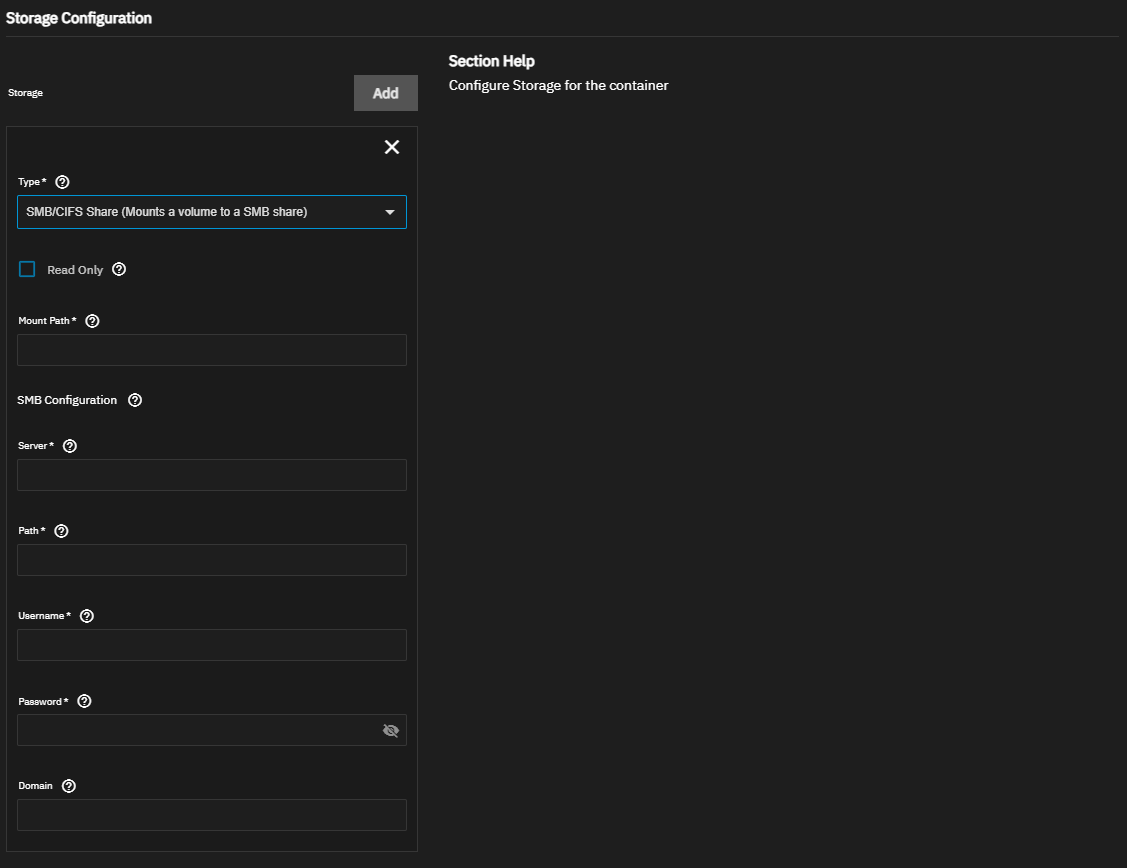 Storage Configuration
Section Help
Configure Storage for the container
Storage
Add
Type *
SMB/CIFS Share (Mounts a volume to a SMB share)
Read Only
Mount Path *
SMB Configuration
Server *
Path *
Username *
Password *
Domain